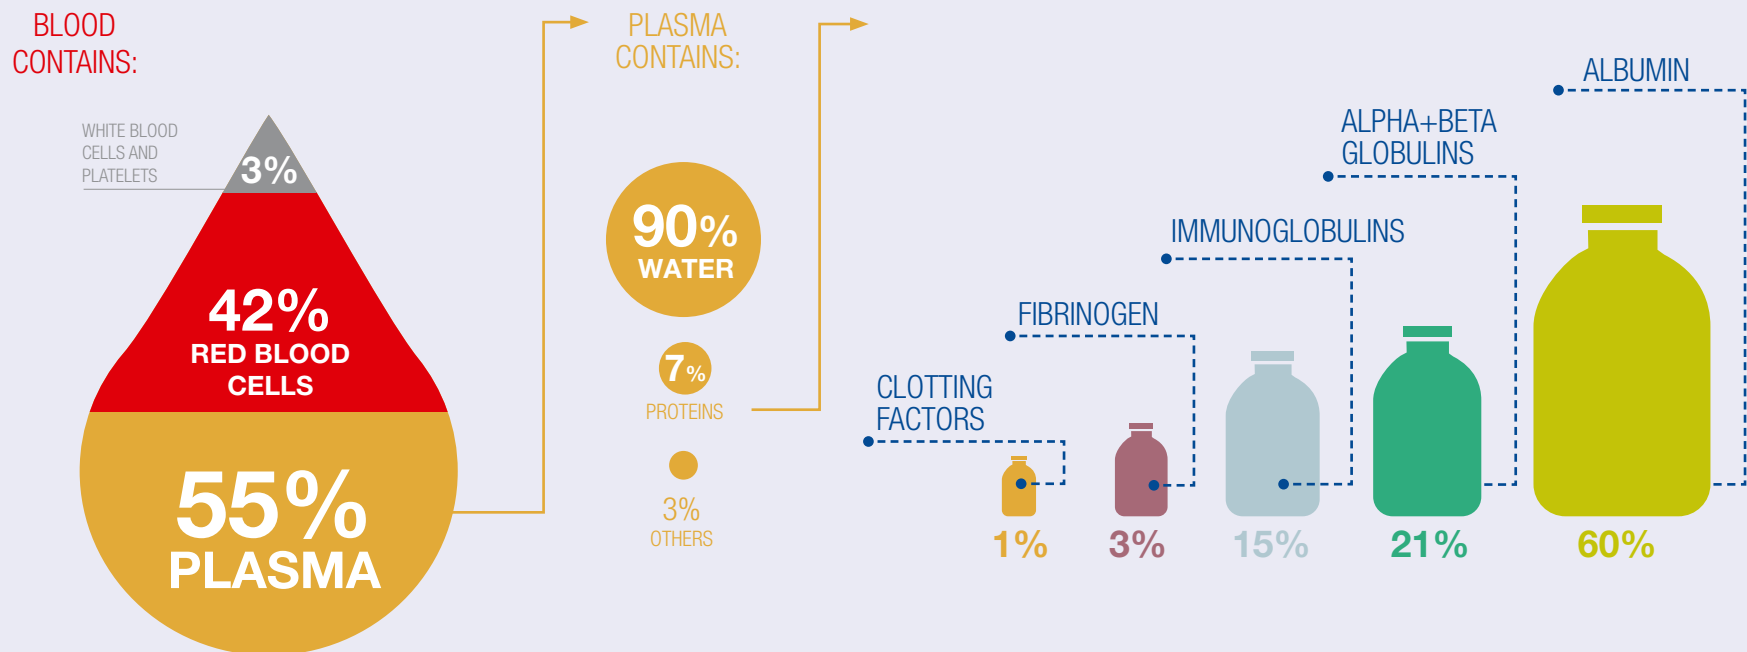 BLOOD
CONTAINS:
WHITE BLOOD
CELLS AND
PLATELETS
3%
42%
RED BLOOD
CELLS
55%
PLASMA
PLASMA
CONTAINS:
90%
WATER
7%
PROTEINS
3%
OTHERS
CLOTTING
FACTORS
1%
FIBRINOGEN
3%
IMMUNOGLOBULINS
15%
ALPHA+BETA
GLOBULINS
21%
ALBUMIN
60%